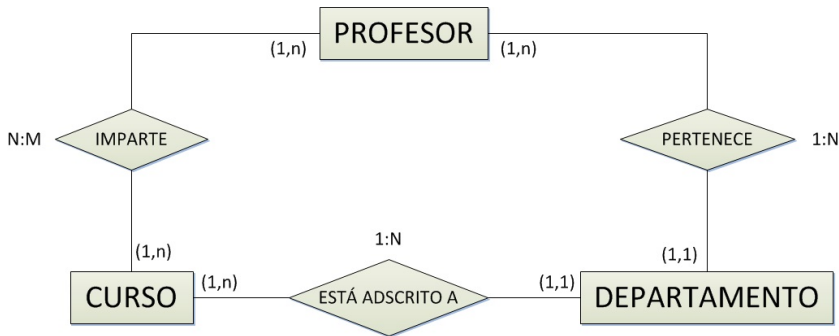 PROFESOR
(1,n)
(1,n)
N:M
IMPARTE
PERTENECE
1:N
1:N
(1,n)
(1,1)
CURSO
(1,n)
ESTÁ ADSCRITO A
(1,1)
DEPARTAMENTO